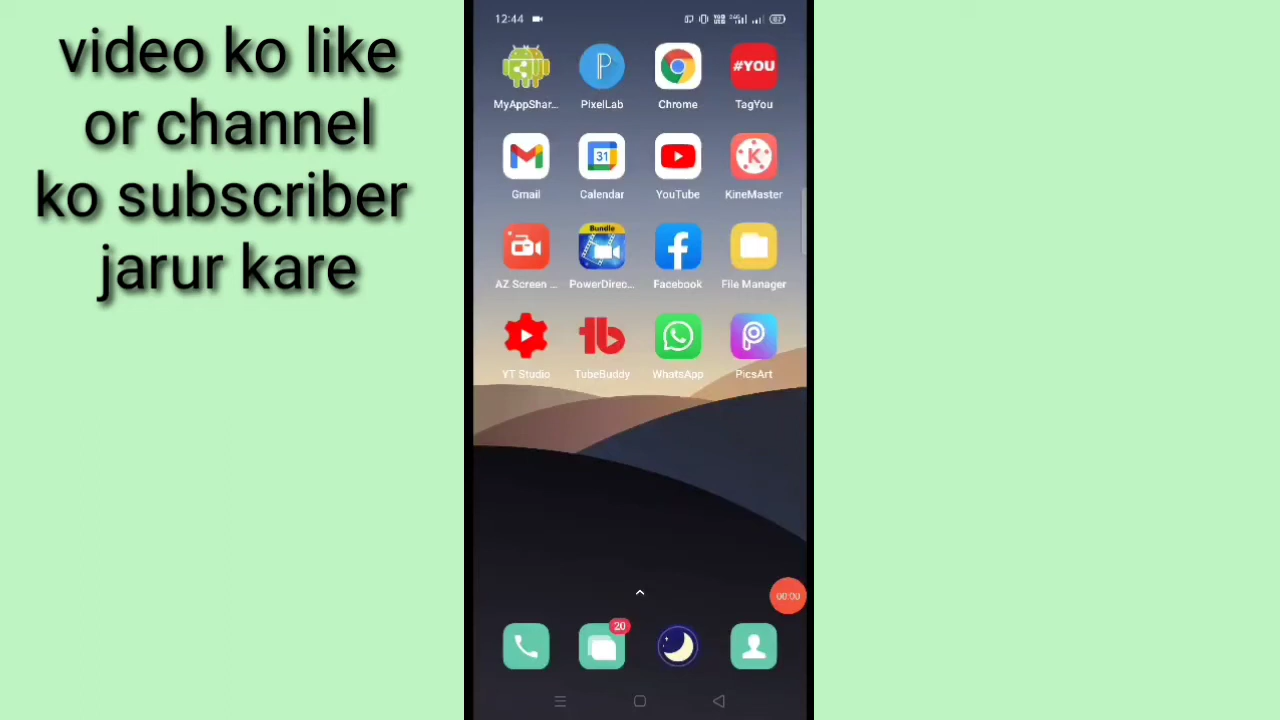 video ko like
or channel
ko subscriber
jarur kare
12:44
MyAppShar...
PixelLab
Chrome
#YOU
TagYou
Gmail
31
Calendar
YouTube
KineMaster
AZ Screen ...
Bundle
PowerDirec...
Facebook
File Manager
YT Studio
TubeBuddy
WhatsApp
PicsArt
00:00
20